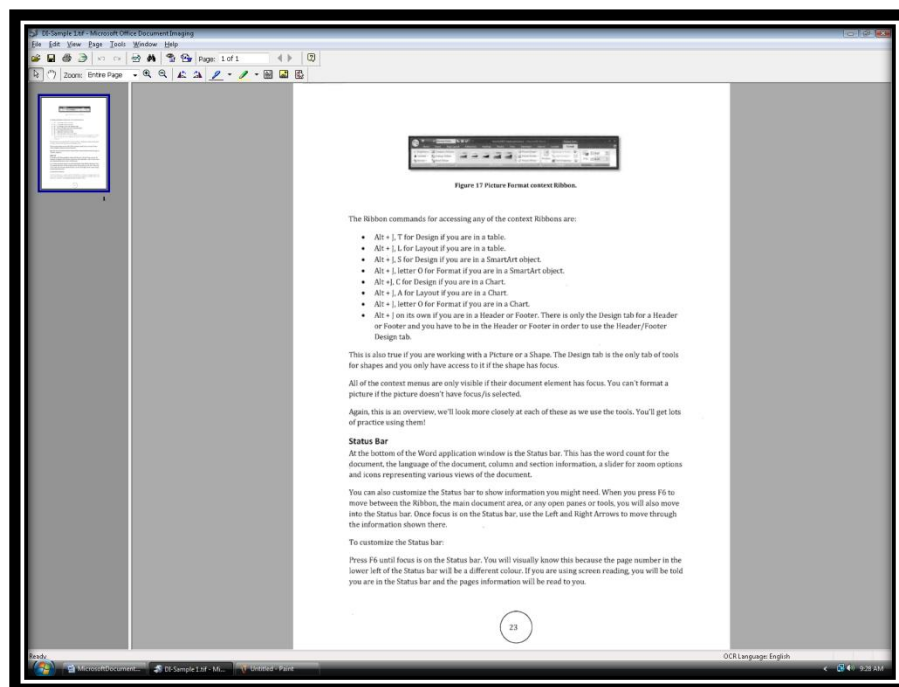 DI-Sample 1.tif - Microsoft Office Document Imaging
File Edit View Page Tools Window Help
Page: 1 of 1
Zoom: Entire Page
1
Figure 17 Picture Format context Ribbon.
The Ribbon commands for accessing any of the context Ribbons are:
• Alt + J, T for Design if you are in a table.
• Alt + J, L for Layout if you are in a table.
• Alt + J, S for Design if you are in a SmartArt object.
• Alt + J, letter O for Format if you are in a SmartArt object.
• Alt +J, C for Design if you are in a Chart.
• Alt + J, A for Layout if you are in a Chart.
• Alt + J, letter O for Format if you are in a Chart.
• Alt + J on its own if you are in a Header or Footer. There is only the Design tab for a Header
or Footer and you have to be in the Header or Footer in order to use the Header/Footer
Design tab.
This is also true if you are working with a Picture or a Shape. The Design tab is the only tab of tools
for shapes and you only have access to it if the shape has focus.
All of the context menus are only visible if their document element has focus. You can't format a
picture if the picture doesn't have focus/is selected.
Again, this is an overview, we'll look more closely at each of these as we use the tools. You'll get lots
of practice using them!
Status Bar
At the bottom of the Word application window is the Status bar. This has the word count for the
document, the language of the document, column and section information, a slider for zoom options
and icons representing various views of the document.
You can also customize the Status bar to show information you might need. When you press F6 to
move between the Ribbon, the main document area, or any open panes or tools, you will also move
into the Status bar. Once focus is on the Status bar, use the Left and Right Arrows to move through
the information shown there.
To customize the Status bar:
Press F6 until focus is on the Status bar. You will visually know this because the page number in the
lower left of the Status bar will be a different colour. If you are using screen reading, you will be told
you are in the Status bar and the pages information will be read to you.
23
Ready
OCR Language: English
MicrosoftDocument... DI-Sample 1.tif - Mi... Untitled - Paint
9:28 AM